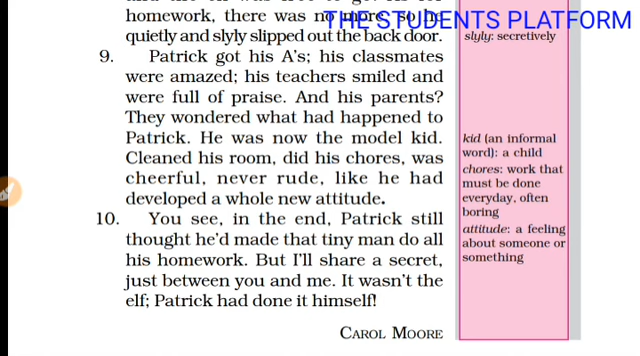 homework, there was no more, so he
THE STUDENTS PLATFORM
quietly and slyly slipped out the back door.
slyly: secretively
9. Patrick got his A's; his classmates
were amazed; his teachers smiled and
were full of praise. And his parents?
They wondered what had happened to
Patrick. He was now the model kid.
Cleaned his room, did his chores, was
cheerful, never rude, like he had
developed a whole new attitude.
kid (an informal
word): a child
chores: work that
must be done
everyday, often
boring
10. You see, in the end, Patrick still
thought he'd made that tiny man do all
his homework. But I'll share a secret,
just between you and me. It wasn't the
elf; Patrick had done it himself!
attitude: a feeling
about someone or
something
CAROL MOORE